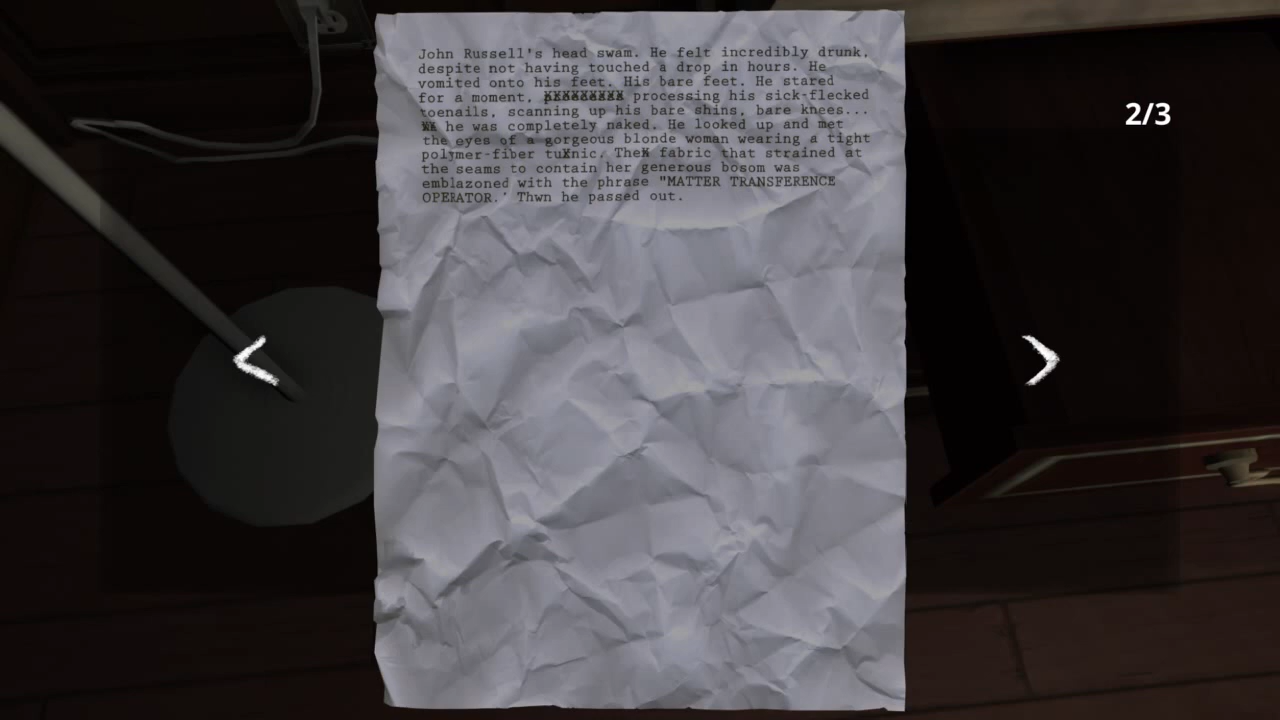 John Russell's head swam. He felt incredibly drunk,
despite not having touched a drop in hours. He
vomited onto his feet. His bare feet. He stared
for a moment, processing his sick-flecked
toenails, scanning up his bare shins, bare knees...
he was completely naked. He looked up and met
the eyes of a gorgeous blonde woman wearing a tight
polymer-fiber tuXnic. TheX fabric that strained at
the seams to contain her generous bosom was
emblazoned with the phrase "MATTER TRANSFERENCE
OPERATOR.' Thwn he passed out.
2/3